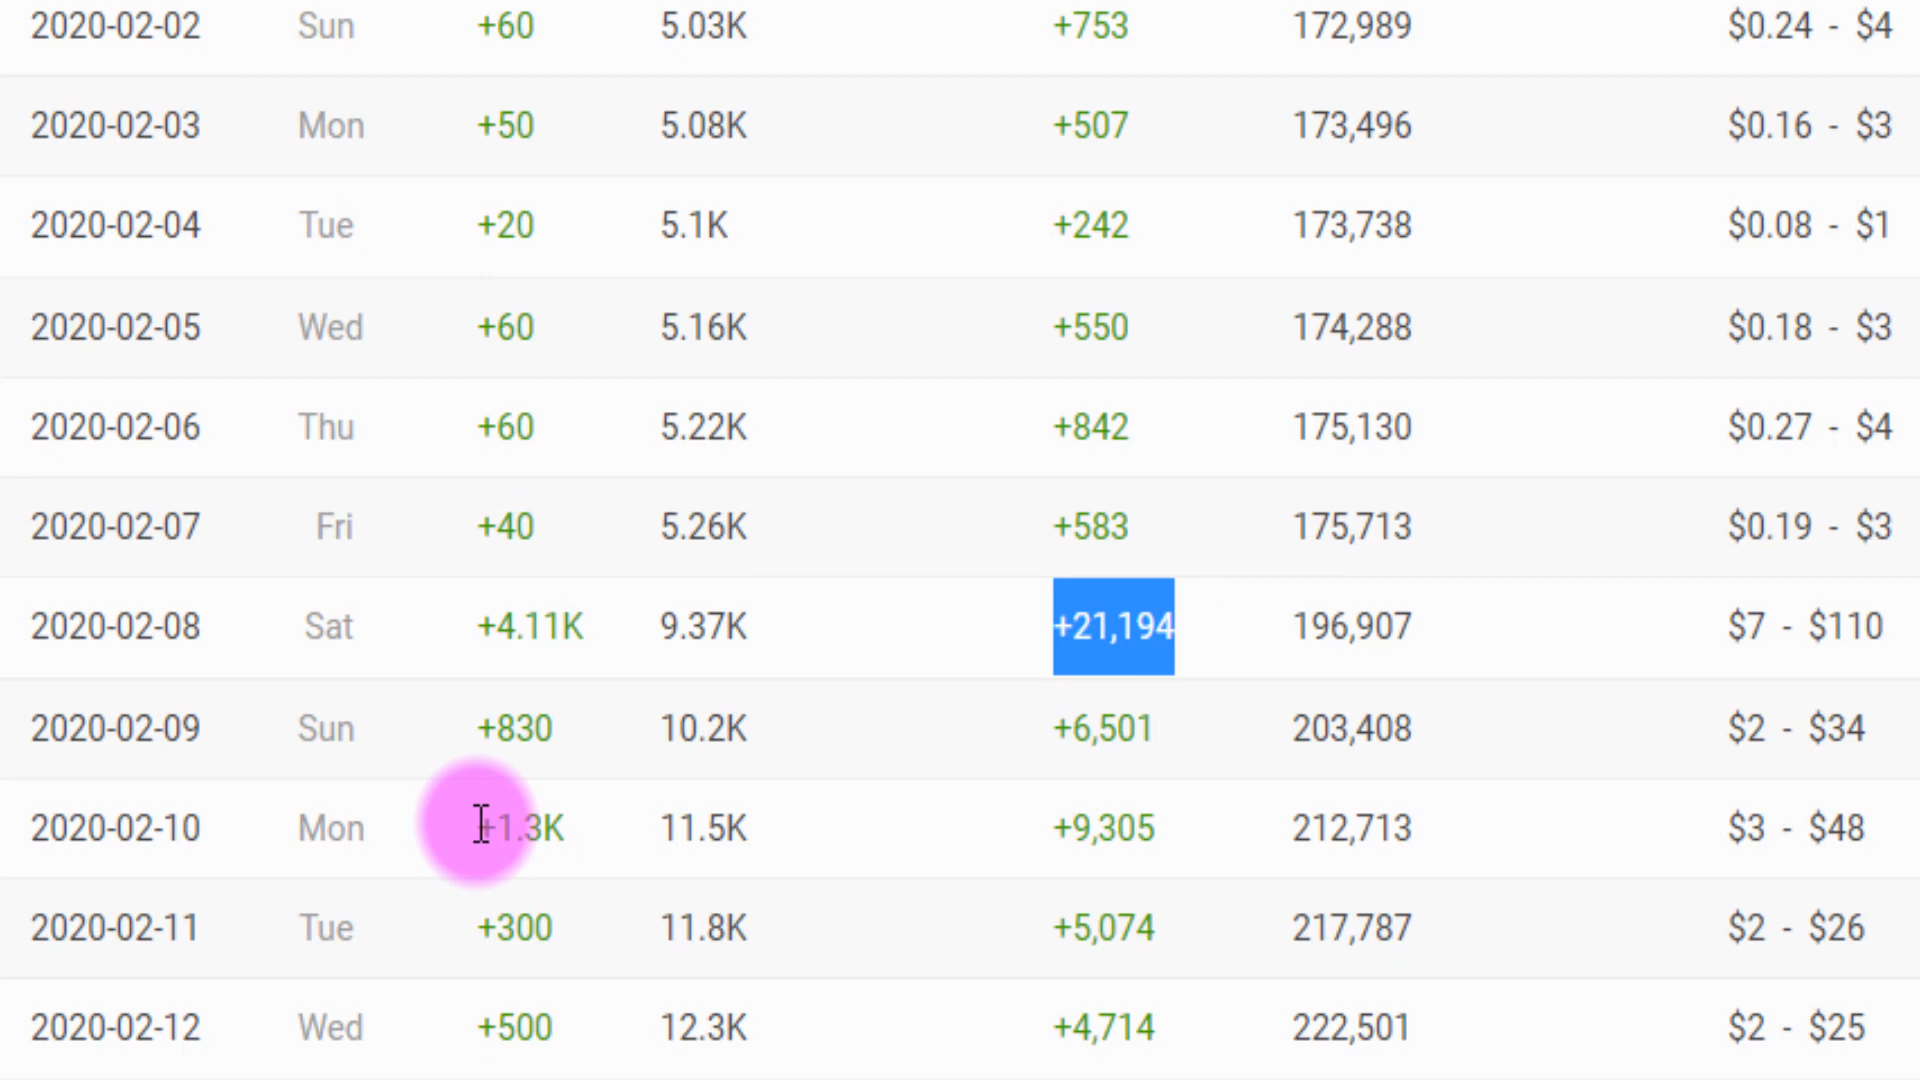 2020-02-02 Sun +60 5.03K +753 172,989 $0.24 - $4
2020-02-03 Mon +50 5.08K +507 173,496 $0.16 - $3
2020-02-04 Tue +20 5.1K +242 173,738 $0.08 - $1
2020-02-05 Wed +60 5.16K +550 174,288 $0.18 - $3
2020-02-06 Thu +60 5.22K +842 175,130 $0.27 - $4
2020-02-07 Fri +40 5.26K +583 175,713 $0.19 - $3
2020-02-08 Sat +4.11K 9.37K +21,194 196,907 $7 - $110
2020-02-09 Sun +830 10.2K +6,501 203,408 $2 - $34
2020-02-10 Mon +1.3K 11.5K +9,305 212,713 $3 - $48
2020-02-11 Tue +300 11.8K +5,074 217,787 $2 - $26
2020-02-12 Wed +500 12.3K +4,714 222,501 $2 - $25